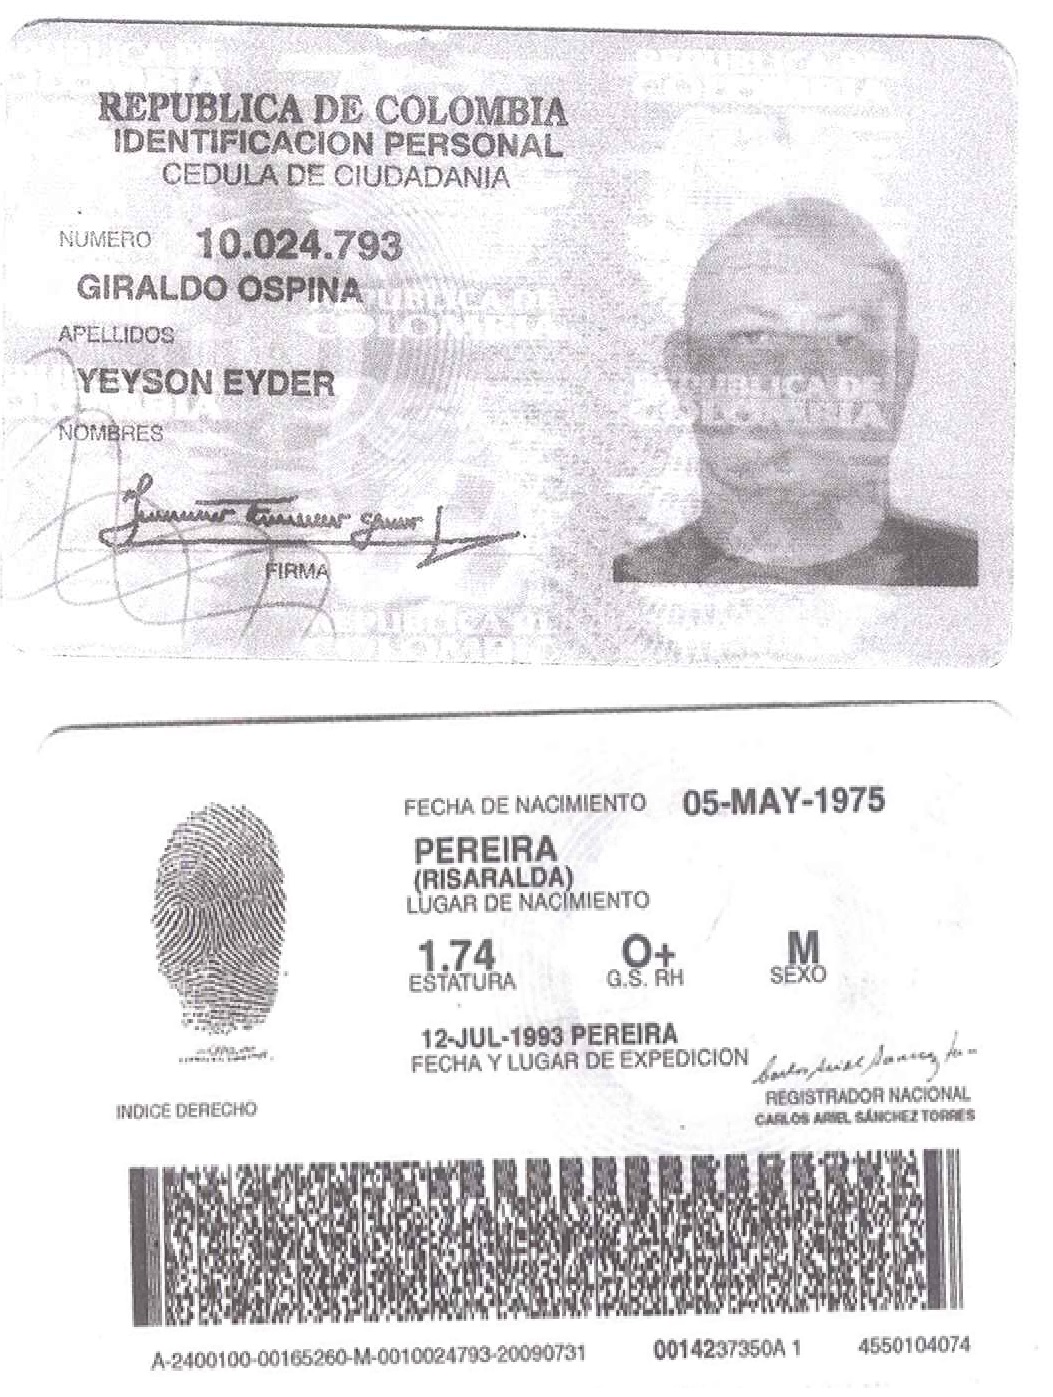 REPUBLICA DE COLOMBIA
IDENTIFICACION PERSONAL
CEDULA DE CIUDADANIA
NUMERO 10.024.793
GIRALDO OSPINA
APELLIDOS
YEYSON EYDER
NOMBRES
FIRMA
REPUBLICA DE
COLOMBIA
FECHA DE NACIMIENTO 05-MAY-1975
PEREIRA
(RISARALDA)
LUGAR DE NACIMIENTO
1.74 O+ M
ESTATURA G.S. RH SEXO
12-JUL-1993 PEREIRA
FECHA Y LUGAR DE EXPEDICION
INDICE DERECHO
REGISTRADOR NACIONAL
CARLOS ARIEL SÁNCHEZ TORRES
A-2400100-00165260-M-0010024793-20090731 0014237350A 1 4550104074